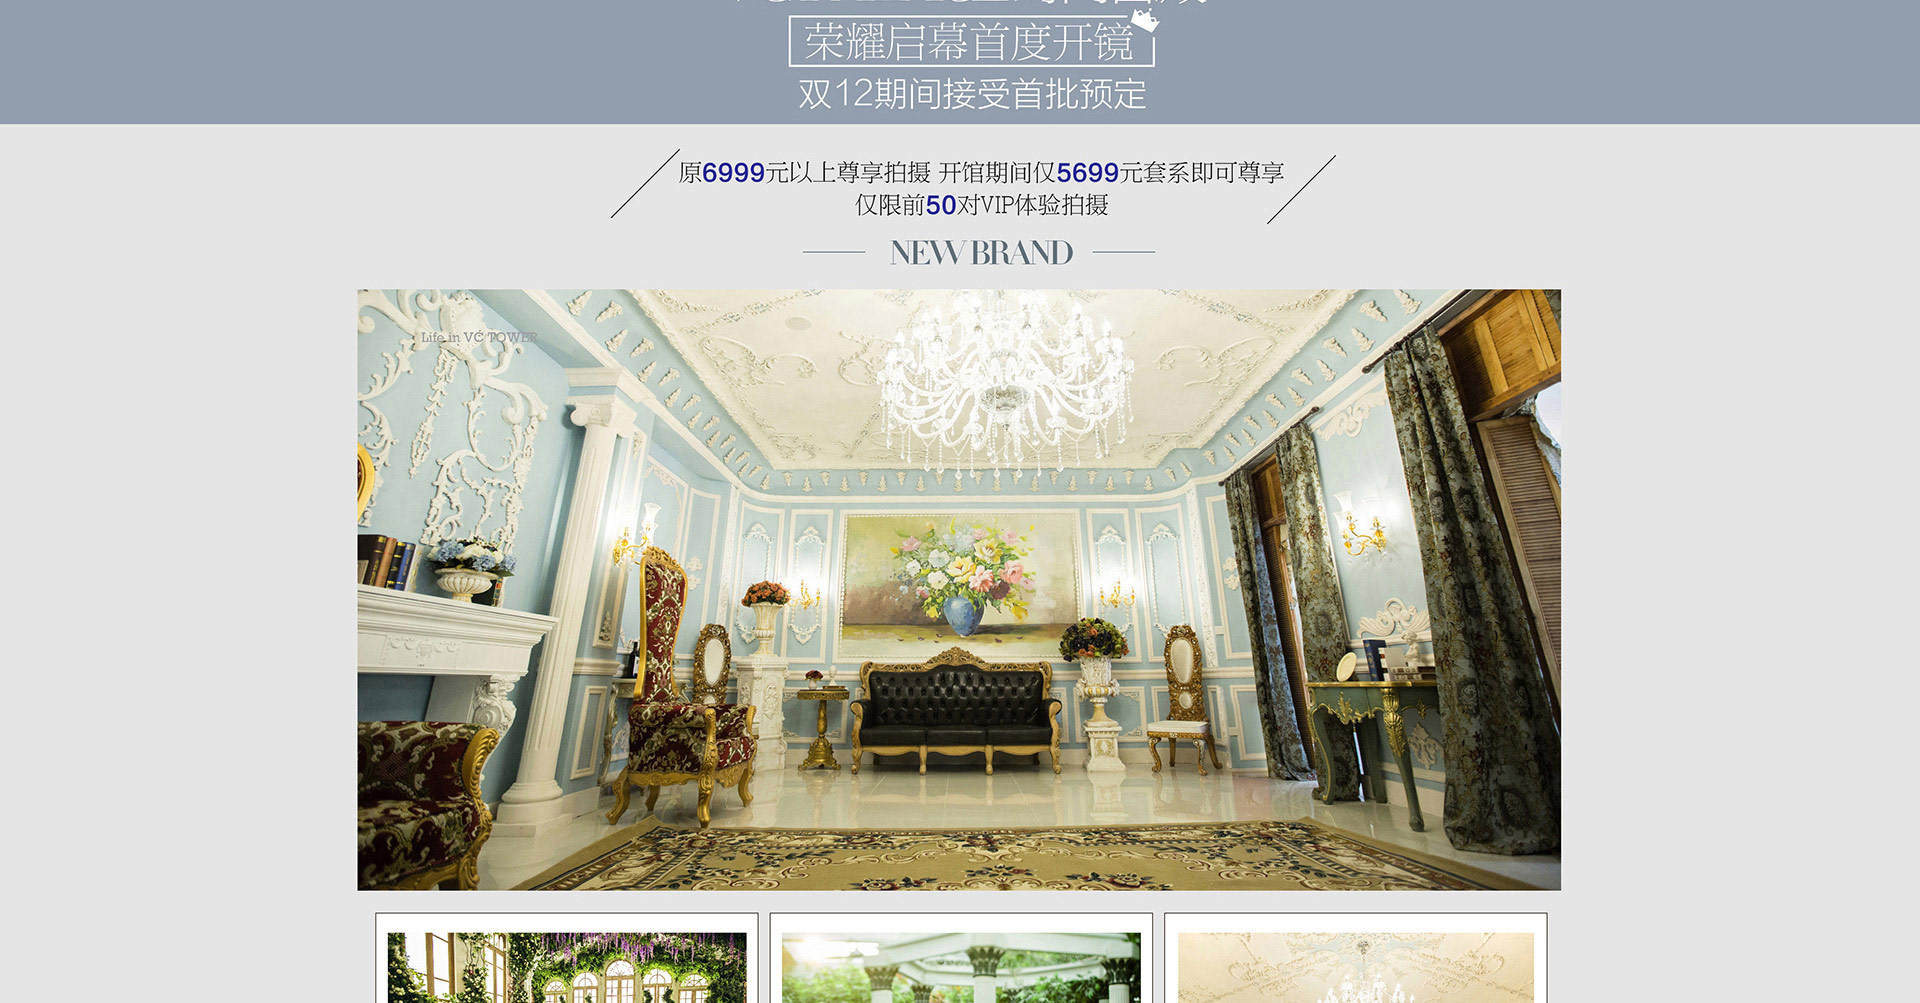 荣耀启幕首度开镜
双12期间接受首批预定
原6999元以上尊享拍摄 开馆期间仅5699元套系即可尊享
仅限前50对VIP体验拍摄
NEW BRAND
Life in VC TOWER